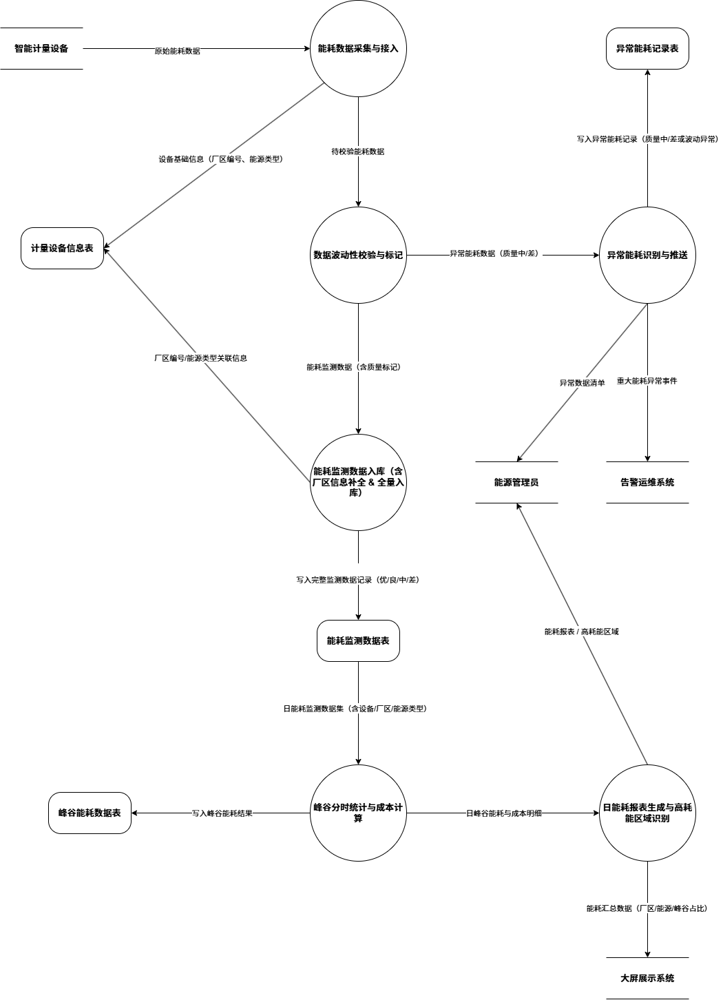 智能计量设备
原始能耗数据
能耗数据采集与接入
异常能耗记录表
写入异常能耗记录（质量中/差或波动异常）
待校验能耗数据
设备基础信息（厂区编号、能源类型）
计量设备信息表
数据波动性校验与标记
异常能耗数据（质量中/差）
异常能耗识别与推送
厂区编号/能源类型关联信息
能耗监测数据（含质量标记）
异常数据清单
重大能耗异常事件
能耗监测数据入库（含
厂区信息补全 & 全量入
库）
能源管理员
告警运维系统
写入完整监测数据记录（优/良/中/差）
能耗监测数据表
能耗报表 / 高耗能区域
日能耗监测数据集（含设备/厂区/能源类型）
峰谷能耗数据表
写入峰谷能耗结果
峰谷分时统计与成本计
算
日峰谷能耗与成本明细
日能耗报表生成与高耗
能区域识别
能耗汇总数据（厂区/能源/峰谷占比）
大屏展示系统